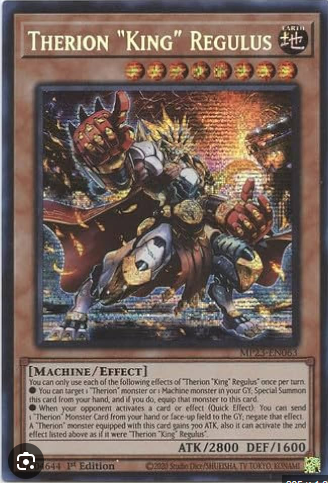 THERION "KING" REGULUS
EARTH
地
MP23-EN063
[MACHINE/EFFECT]
You can only use each of the following effects of "Therion "King" Regulus" once per turn.
● You can target 1 "Therion" monster or 1 Machine monster in your GY; Special Summon
this card from your hand, and if you do, equip that monster to this card.
● When your opponent activates a card or effect (Quick Effect): You can send 1
"Therion" Monster Card from your hand or face-up field to the GY; negate that effect.
A "Therion" monster equipped with this card gains 700 ATK, also it can activate the 2nd
effect listed above as if it were "Therion "King" Regulus".
ATK/2800 DEF/1600
644 1st Edition
©2020 Studio Dice/SHUEISHA, TV TOKYO, KONAMI